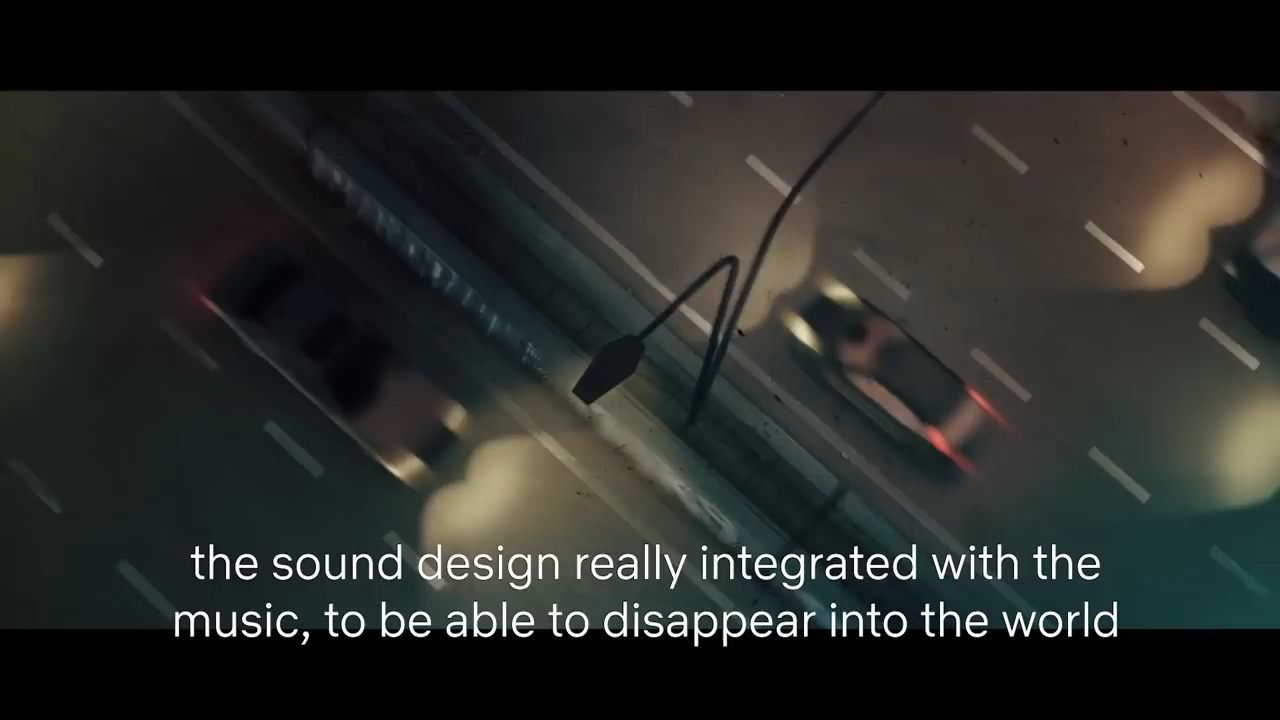 the sound design really integrated with the
music, to be able to disappear into the world